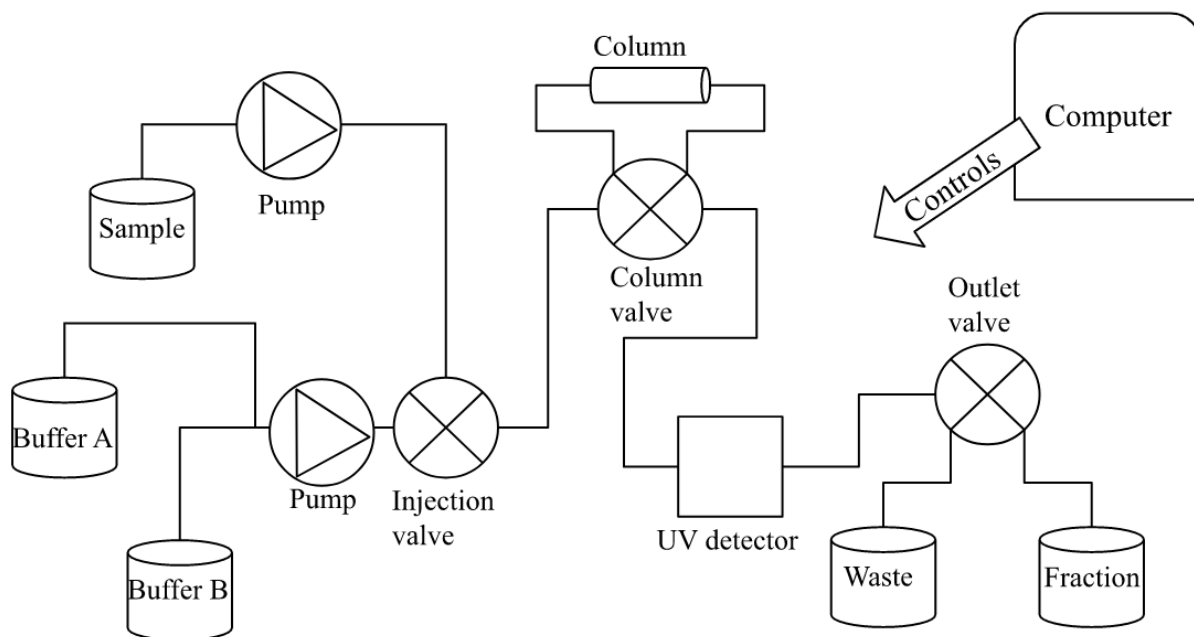 Column
Computer
Controls
Pump
Sample
Column
valve
Outlet
valve
Buffer A
Pump
Injection
valve
UV detector
Buffer B
Waste
Fraction